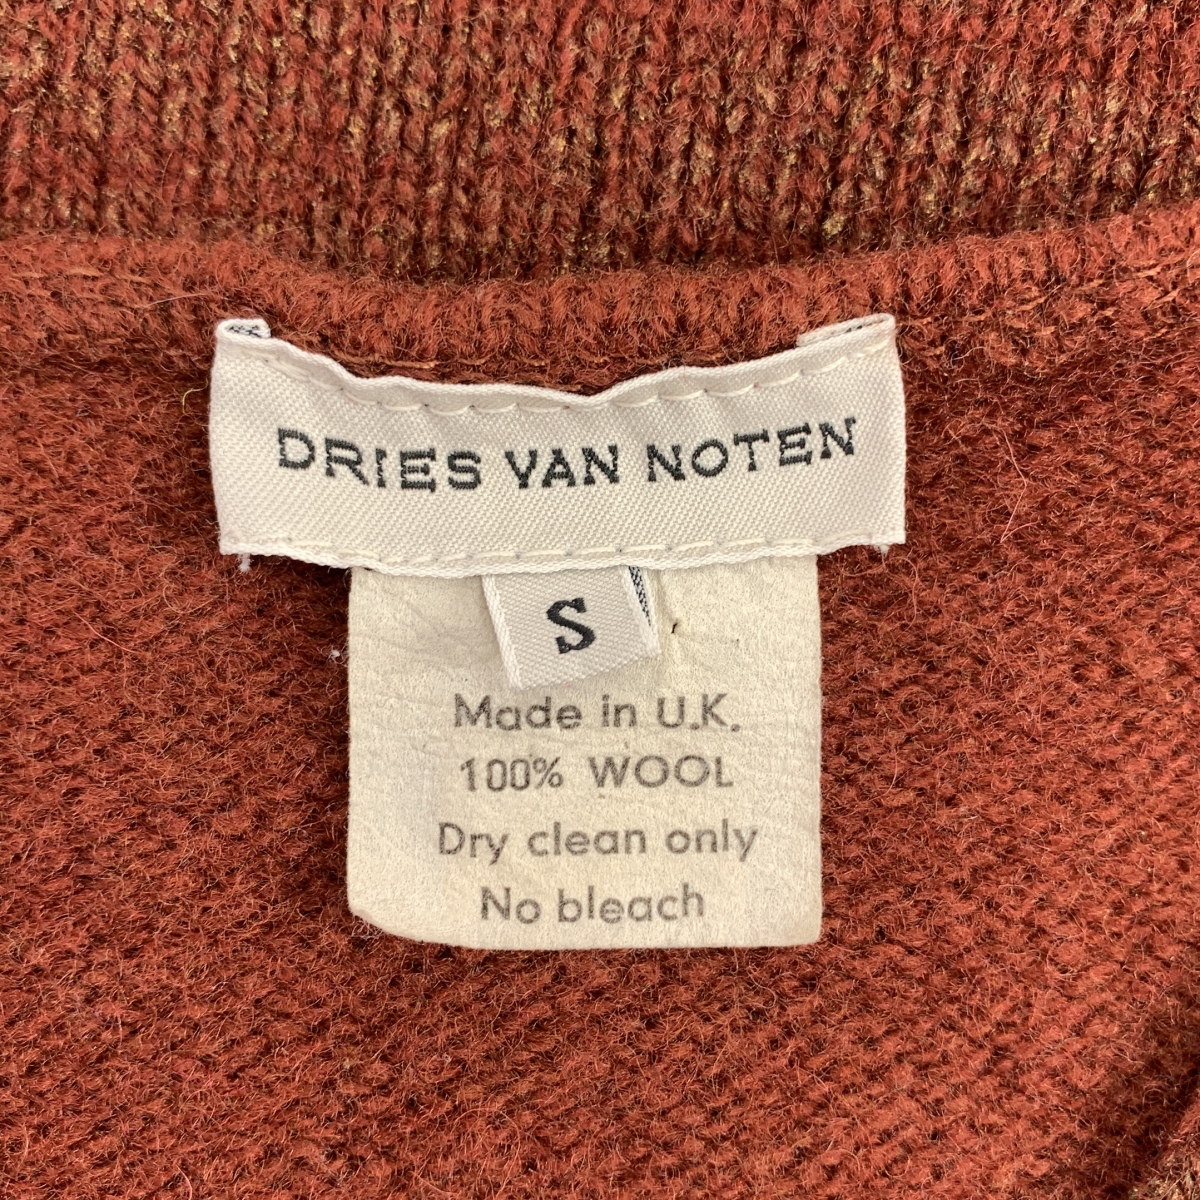 DRIES VAN NOTEN
S
Made in U.K.
100% WOOL
Dry clean only
No bleach